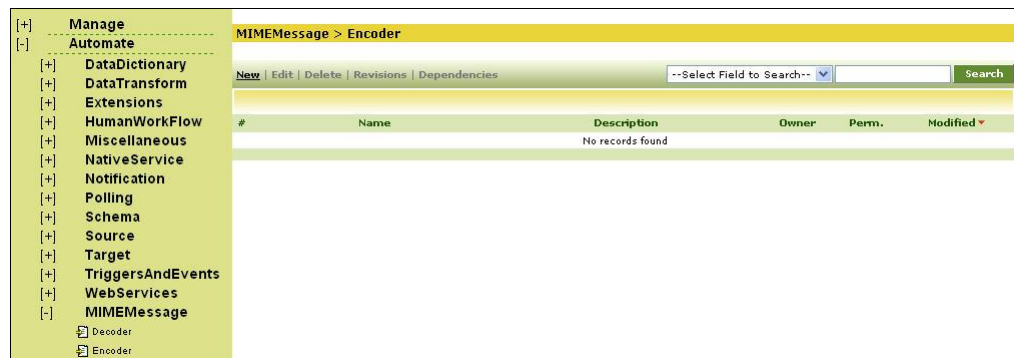 [+] Manage
[-] Automate
[+] DataDictionary
[+] DataTransform
[+] Extensions
[+] HumanWorkFlow
[+] Miscellaneous
[+] NativeService
[+] Notification
[+] Polling
[+] Schema
[+] Source
[+] Target
[+] TriggersAndEvents
[+] WebServices
[-] MIMEMessage
Decoder
Encoder
MIMEMessage > Encoder
New | Edit | Delete | Revisions | Dependencies --Select Field to Search-- Search
# Name Description Owner Perm. Modified
No records found